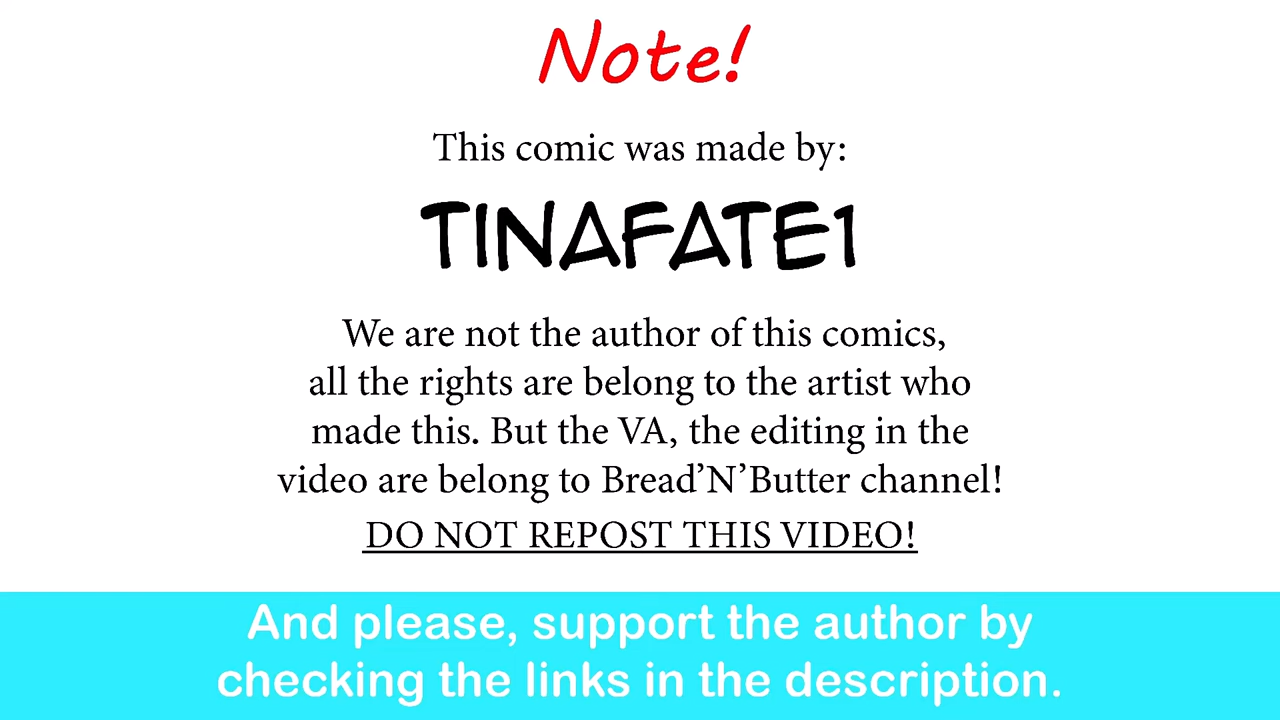 Note!
This comic was made by:
TINAFATE1
We are not the author of this comics,
all the rights are belong to the artist who
made this. But the VA, the editing in the
video are belong to Bread’N’Butter channel!
DO NOT REPOST THIS VIDEO!
And please, support the author by
checking the links in the description.